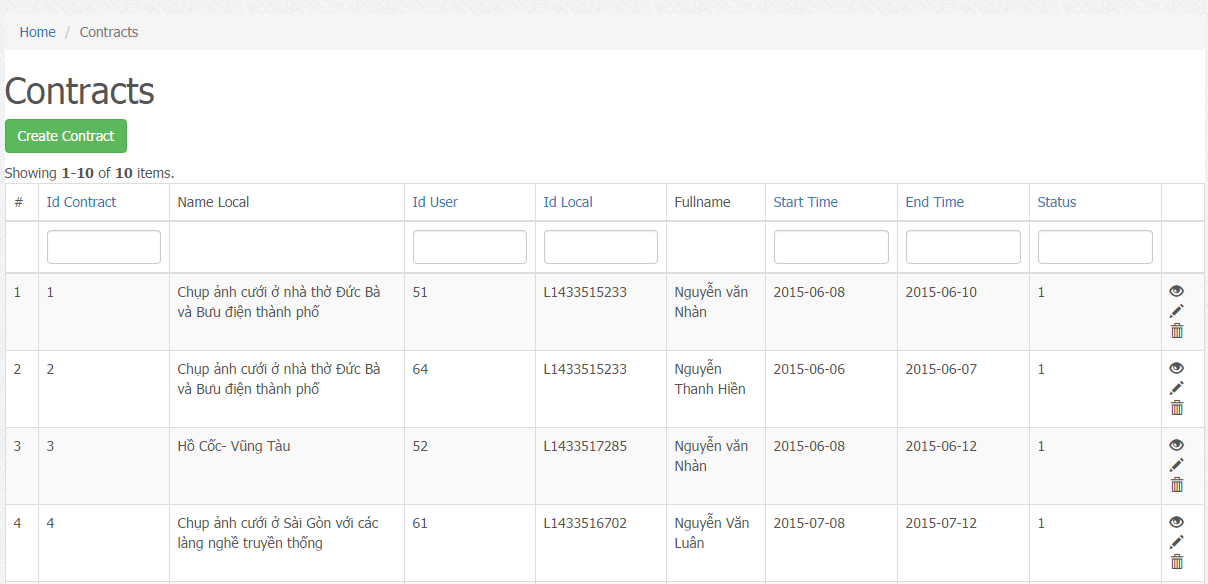 Home / Contracts
Contracts
Create Contract
Showing 1-10 of 10 items.
# Id Contract Name Local Id User Id Local Fullname Start Time End Time Status
1 1 Chụp ảnh cưới ở nhà thờ Đức Bà 51 L1433515233 Nguyễn văn 2015-06-08 2015-06-10 1
và Bưu điện thành phố Nhàn
2 2 Chụp ảnh cưới ở nhà thờ Đức Bà 64 L1433515233 Nguyễn 2015-06-06 2015-06-07 1
và Bưu điện thành phố Thanh Hiền
3 3 Hồ Cốc- Vũng Tàu 52 L1433517285 Nguyễn văn 2015-06-08 2015-06-12 1
Nhàn
4 4 Chụp ảnh cưới ở Sài Gòn với các 61 L1433516702 Nguyễn Văn 2015-07-08 2015-07-12 1
làng nghề truyền thống Luân